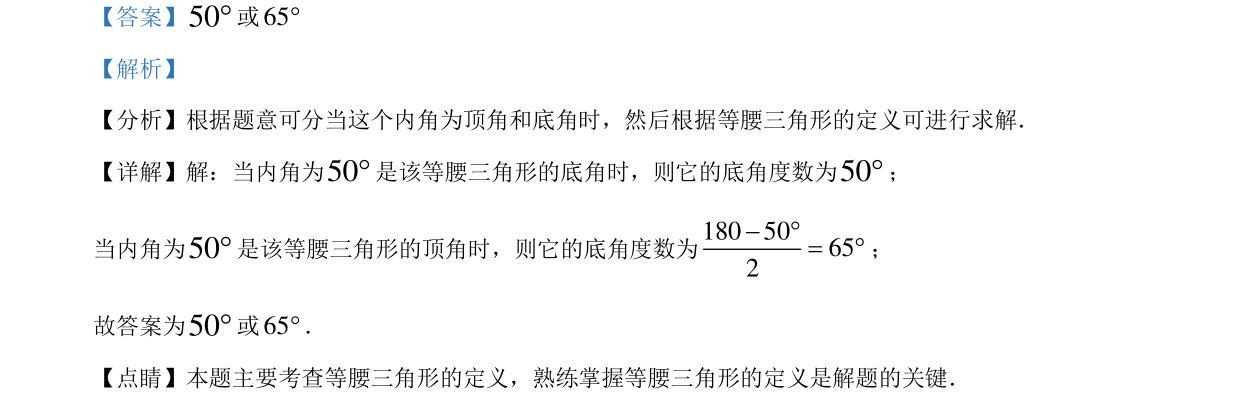 【答案】50°或65°
【解析】
【分析】根据题意可分当这个内角为顶角和底角时，然后根据等腰三角形的定义可进行求解．
【详解】解：当内角为50°是该等腰三角形的底角时，则它的底角度数为50°；
当内角为50°是该等腰三角形的顶角时，则它的底角度数为\frac{180-50°}{2}=65°；
故答案为50°或65°．
【点睛】本题主要考查等腰三角形的定义，熟练掌握等腰三角形的定义是解题的关键．